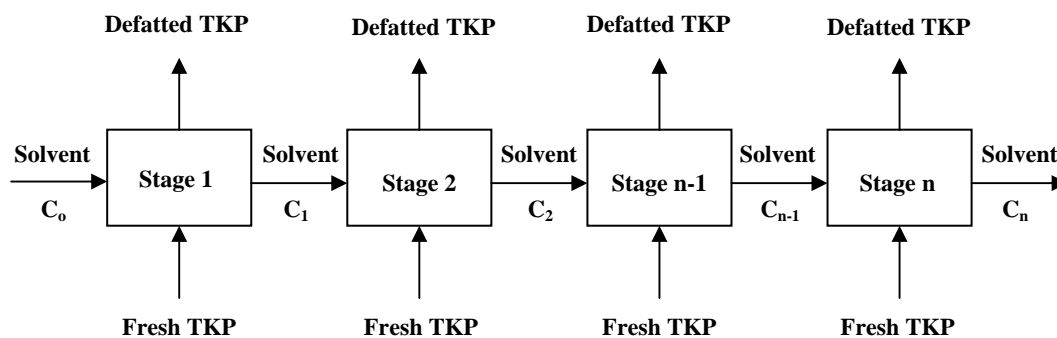 Defatted TKP Defatted TKP Defatted TKP Defatted TKP
Solvent Stage 1 Solvent Stage 2 Solvent Stage n-1 Solvent Stage n Solvent
Cₒ C₁ C₂ Cₙ₋₁ Cₙ
Fresh TKP Fresh TKP Fresh TKP Fresh TKP